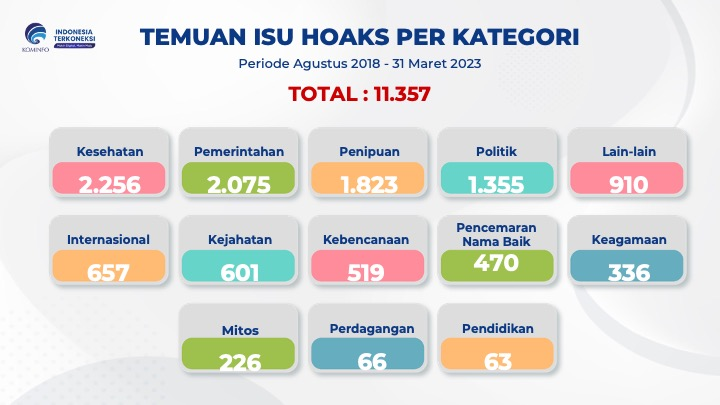 KOMINFO
INDONESIA
TERKONEKSI
TEMUAN ISU HOAKS PER KATEGORI
Periode Agustus 2018 - 31 Maret 2023
TOTAL : 11.357
Kesehatan
2.256
Pemerintahan
2.075
Penipuan
1.823
Politik
1.355
Lain-lain
910
Internasional
657
Kejahatan
601
Kebencanaan
519
Pencemaran
Nama Baik
470
Keagamaan
336
Mitos
226
Perdagangan
66
Pendidikan
63